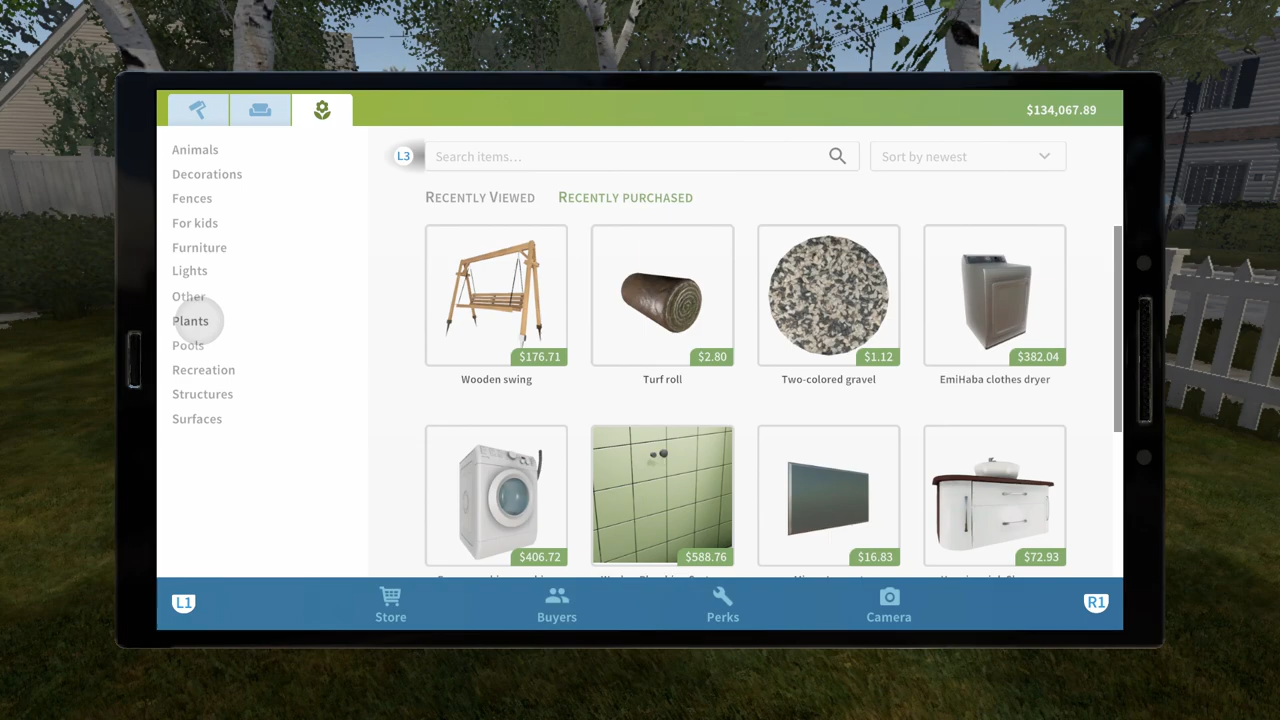 $134,067.89
Animals
Decorations
Fences
For kids
Furniture
Lights
Other
Plants
Pools
Recreation
Structures
Surfaces
L3
Search items...
Sort by newest
Recently Viewed
Recently purchased
$176.71
$2.80
$1.12
$382.04
Wooden swing
Turf roll
Two-colored gravel
EmiHaba clothes dryer
$406.72
$588.76
$16.83
$72.93
L1
Store
Buyers
Perks
Camera
R1